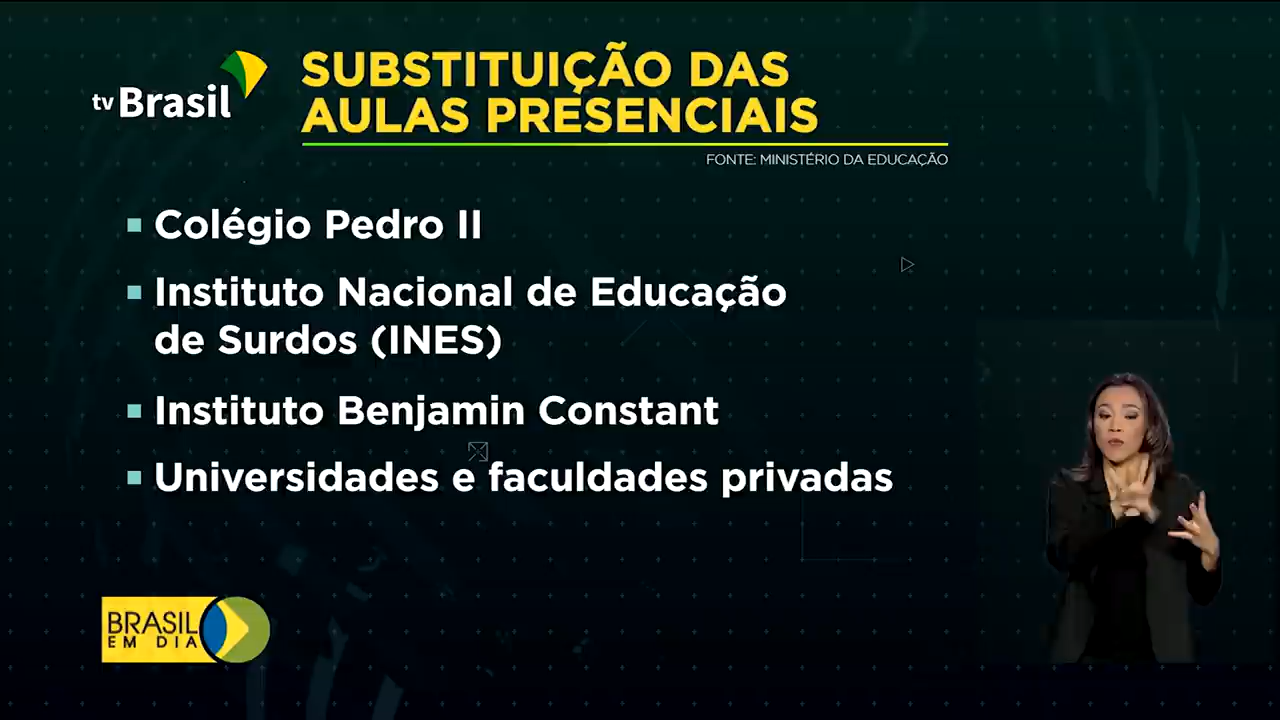 tv Brasil
SUBSTITUIÇÃO DAS
AULAS PRESENCIAIS
FONTE: MINISTÉRIO DA EDUCAÇÃO
Colégio Pedro II
Instituto Nacional de Educação
de Surdos (INES)
Instituto Benjamin Constant
Universidades e faculdades privadas
BRASIL
EM DIA